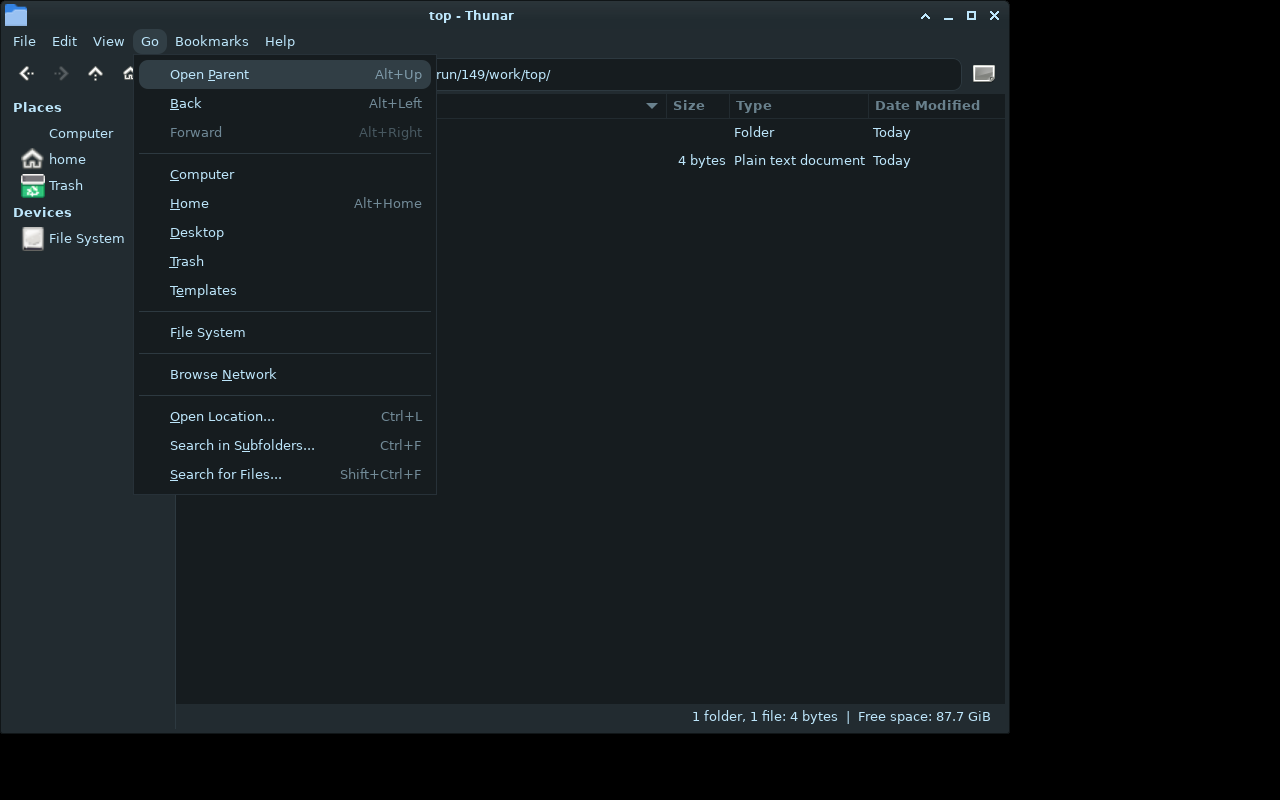 top - Thunar
File Edit View Go Bookmarks Help
run/149/work/top/
Places
Computer
home
Trash
Devices
File System
Open Parent Alt+Up
Back Alt+Left
Forward Alt+Right
Computer
Home Alt+Home
Desktop
Trash
Templates
File System
Browse Network
Open Location... Ctrl+L
Search in Subfolders... Ctrl+F
Search for Files... Shift+Ctrl+F
Size Type Date Modified
Folder Today
4 bytes Plain text document Today
1 folder, 1 file: 4 bytes | Free space: 87.7 GiB